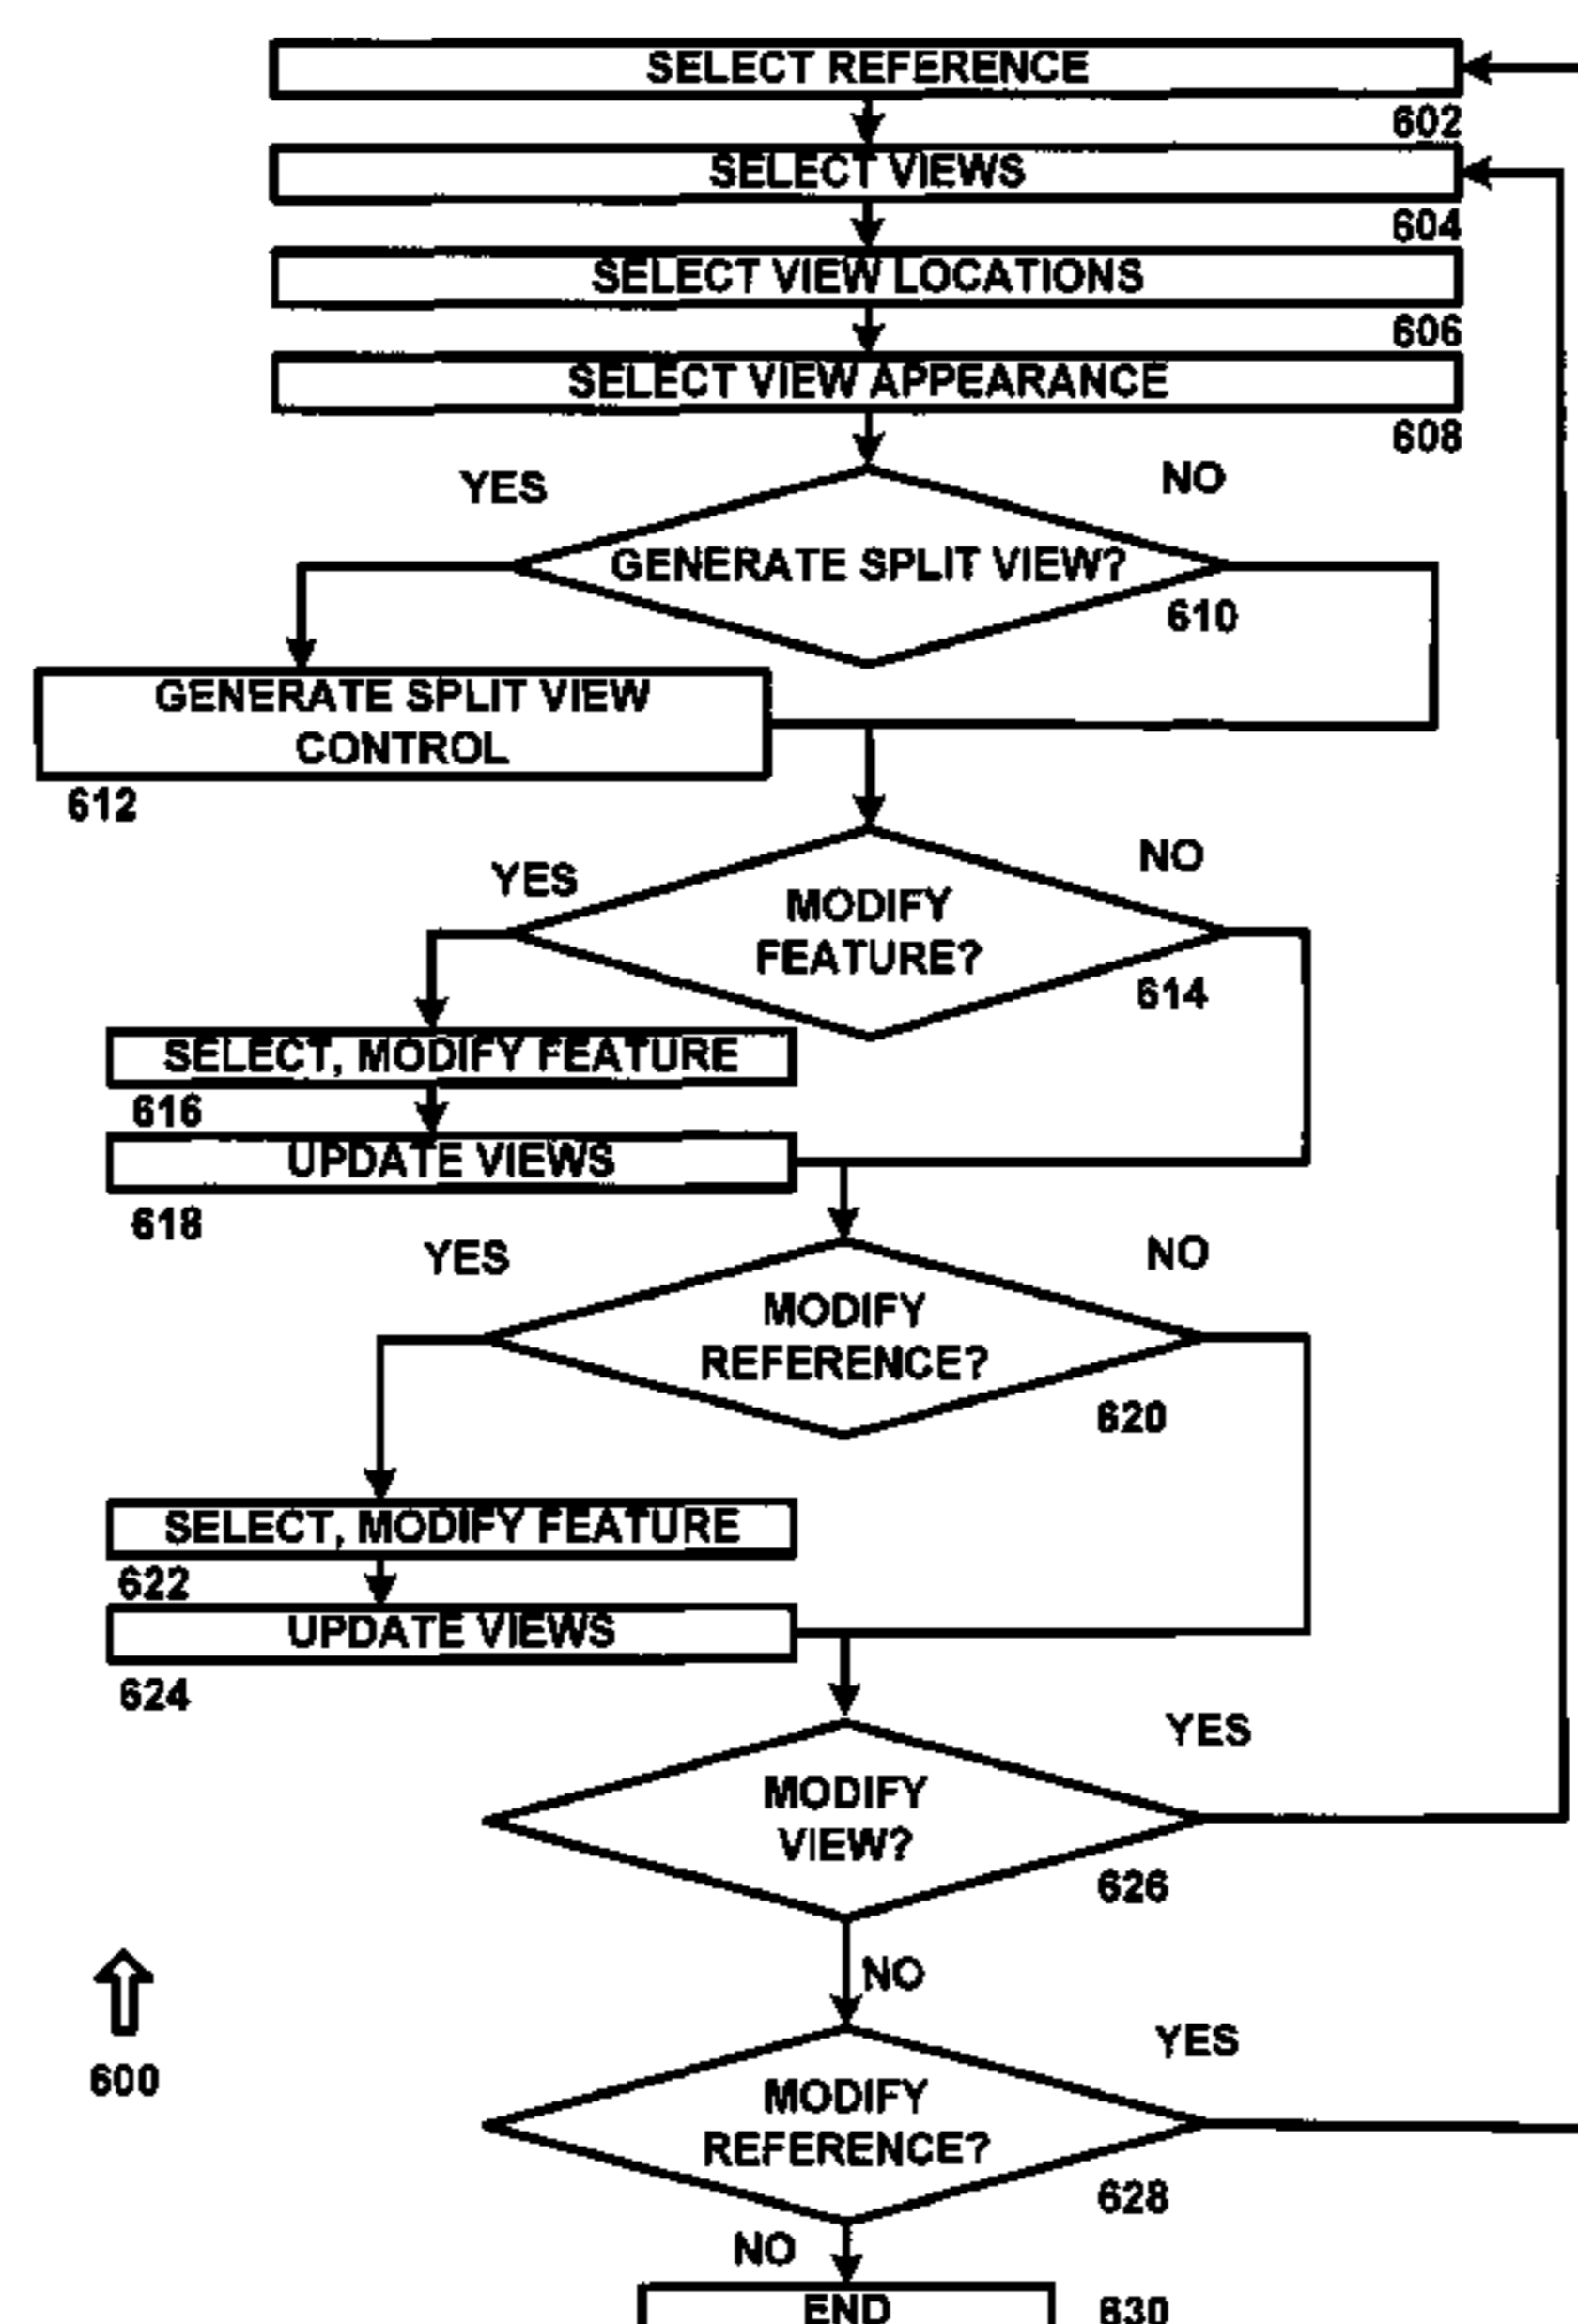 SELECT REFERENCE
602
SELECT VIEWS
604
SELECT VIEW LOCATIONS
606
SELECT VIEW APPEARANCE
608
YES
NO
GENERATE SPLIT VIEW?
610
GENERATE SPLIT VIEW
CONTROL
612
YES
NO
MODIFY
FEATURE?
614
SELECT, MODIFY FEATURE
616
UPDATE VIEWS
618
YES
NO
MODIFY
REFERENCE?
620
SELECT, MODIFY FEATURE
622
UPDATE VIEWS
624
YES
MODIFY
VIEW?
626
NO
600
YES
MODIFY
REFERENCE?
628
NO
END
630